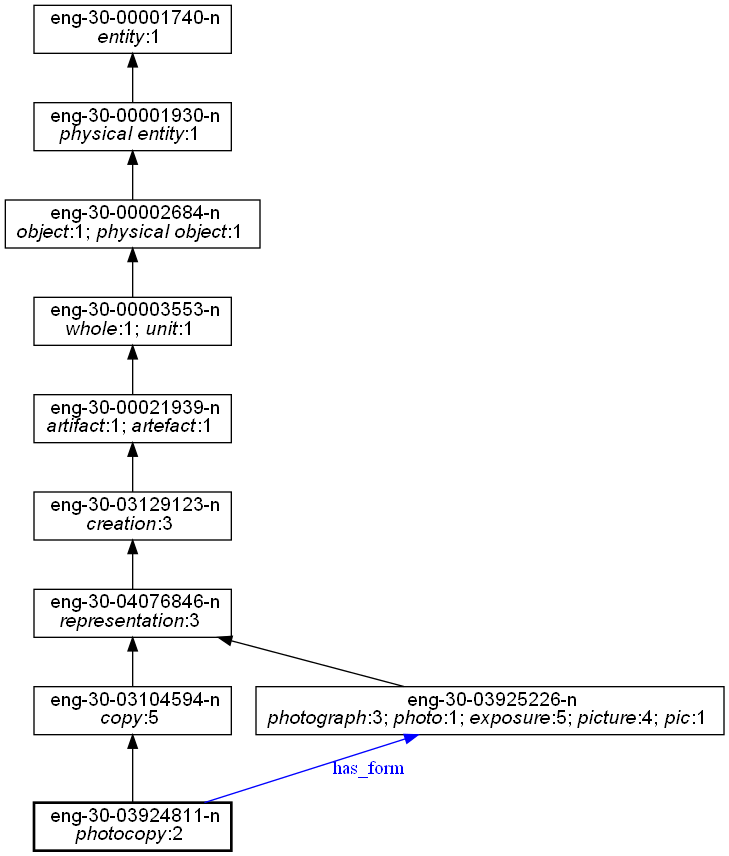 eng-30-00001740-n
entity:1
eng-30-00001930-n
physical entity:1
eng-30-00002684-n
object:1; physical object:1
eng-30-00003553-n
whole:1; unit:1
eng-30-00021939-n
artifact:1; artefact:1
eng-30-03129123-n
creation:3
eng-30-04076846-n
representation:3
eng-30-03104594-n
copy:5
eng-30-03925226-n
photograph:3; photo:1; exposure:5; picture:4; pic:1
has_form
eng-30-03924811-n
photocopy:2